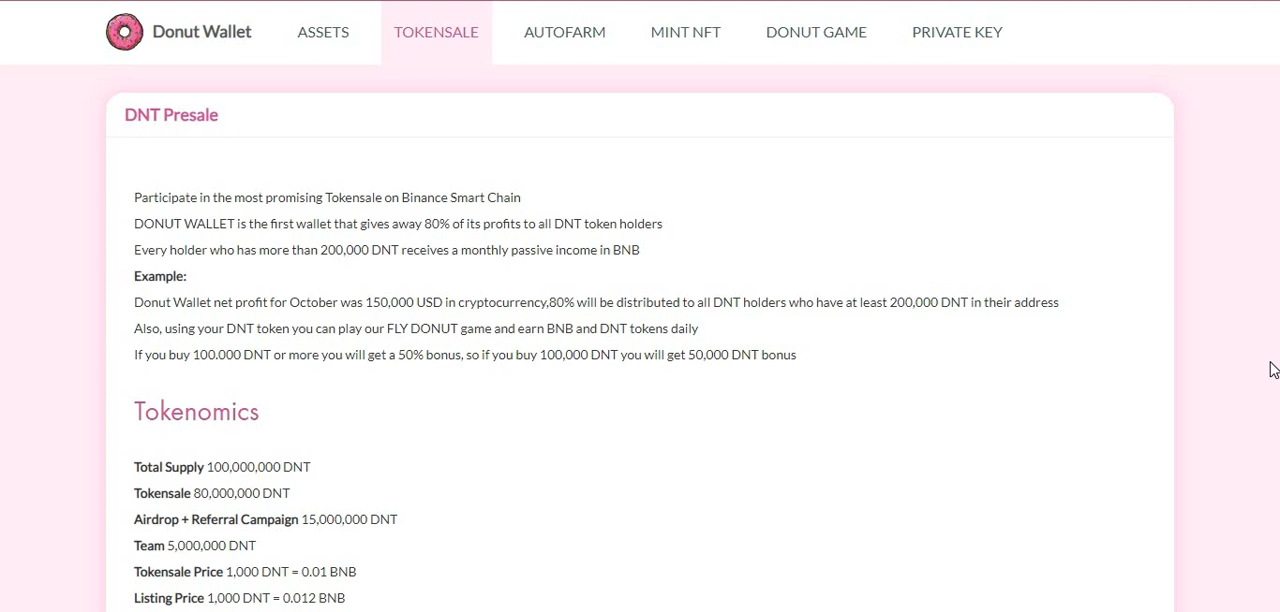 Donut Wallet ASSETS TOKENSALE AUTOFARM MINT NFT DONUT GAME PRIVATE KEY
DNT Presale
Participate in the most promising Tokensale on Binance Smart Chain
DONUT WALLET is the first wallet that gives away 80% of its profits to all DNT token holders
Every holder who has more than 200,000 DNT receives a monthly passive income in BNB
Example:
Donut Wallet net profit for October was 150,000 USD in cryptocurrency,80% will be distributed to all DNT holders who have at least 200,000 DNT in their address
Also, using your DNT token you can play our FLY DONUT game and earn BNB and DNT tokens daily
If you buy 100.000 DNT or more you will get a 50% bonus, so if you buy 100,000 DNT you will get 50,000 DNT bonus
Tokenomics
Total Supply 100,000,000 DNT
Tokensale 80,000,000 DNT
Airdrop + Referral Campaign 15,000,000 DNT
Team 5,000,000 DNT
Tokensale Price 1,000 DNT = 0.01 BNB
Listing Price 1,000 DNT = 0.012 BNB